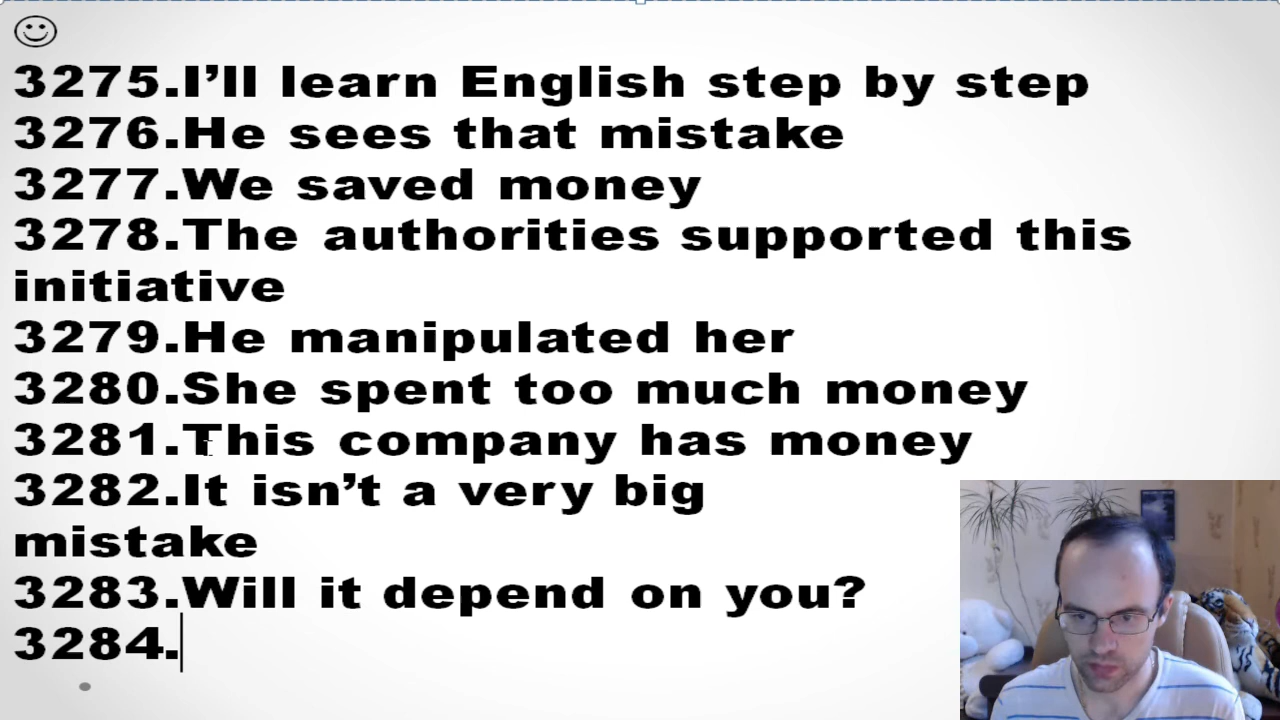 3275.I’ll learn English step by step
3276.He sees that mistake
3277.We saved money
3278.The authorities supported this
initiative
3279.He manipulated her
3280.She spent too much money
3281.This company has money
3282.It isn’t a very big
mistake
3283.Will it depend on you?
3284.